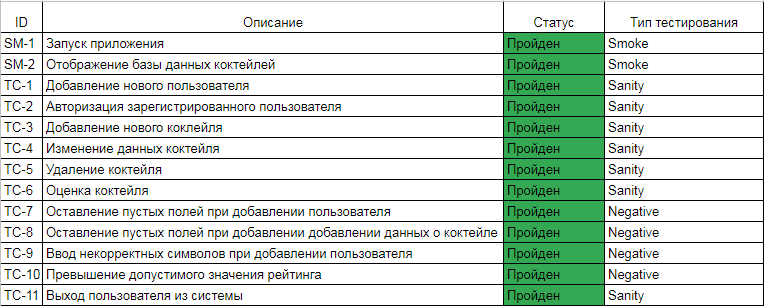 ID Описание Статус Тип тестирования
SM-1 Запуск приложения Пройден Smoke
SM-2 Отображение базы данных коктейлей Пройден Smoke
TC-1 Добавление нового пользователя Пройден Sanity
TC-2 Авторизация зарегистрированного пользователя Пройден Sanity
TC-3 Добавление нового коклейля Пройден Sanity
TC-4 Изменение данных коктейля Пройден Sanity
TC-5 Удаление коктейля Пройден Sanity
TC-6 Оценка коктейля Пройден Sanity
TC-7 Оставление пустых полей при добавлении пользователя Пройден Negative
TC-8 Оставление пустых полей при добавлении добавлении данных о коктейле Пройден Negative
TC-9 Ввод некорректных символов при добавлении пользователя Пройден Negative
TC-10 Превышение допустимого значения рейтинга Пройден Negative
TC-11 Выход пользователя из системы Пройден Sanity